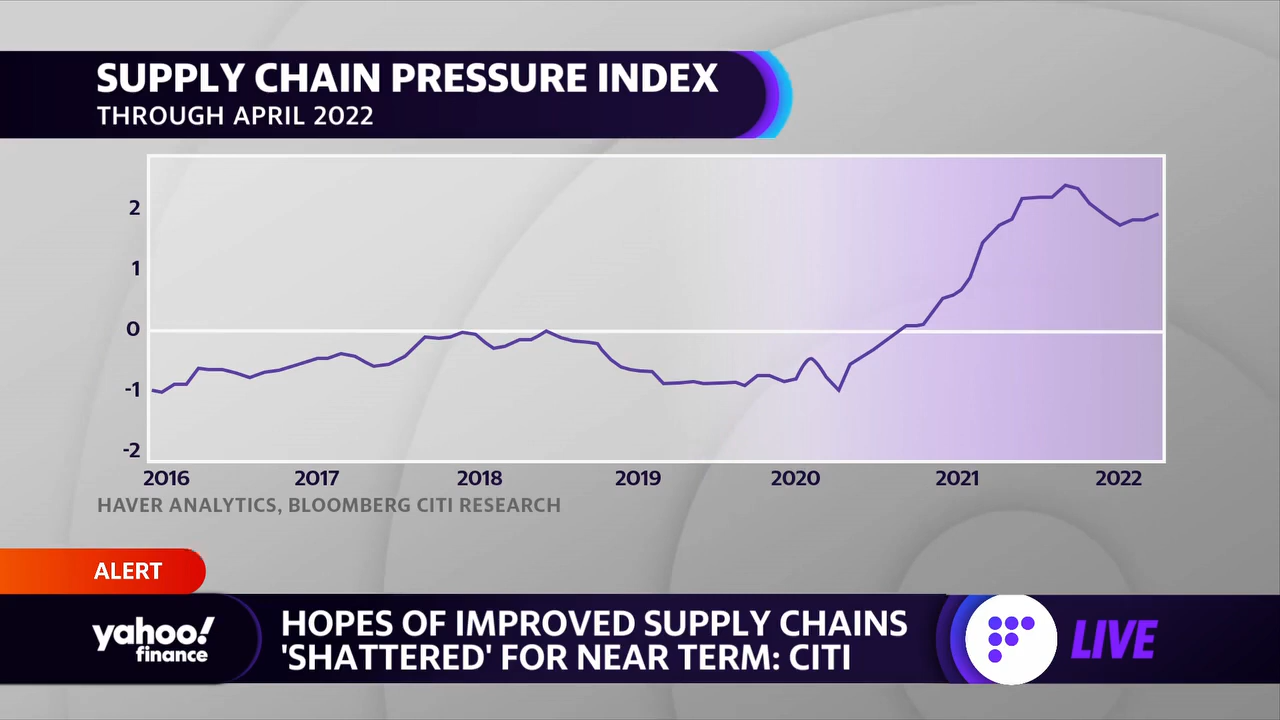 SUPPLY CHAIN PRESSURE INDEX
THROUGH APRIL 2022
2
1
0
-1
-2
2016 2017 2018 2019 2020 2021 2022
HAVER ANALYTICS, BLOOMBERG CITI RESEARCH
ALERT
yahoo!
finance
HOPES OF IMPROVED SUPPLY CHAINS
'SHATTERED' FOR NEAR TERM: CITI
LIVE